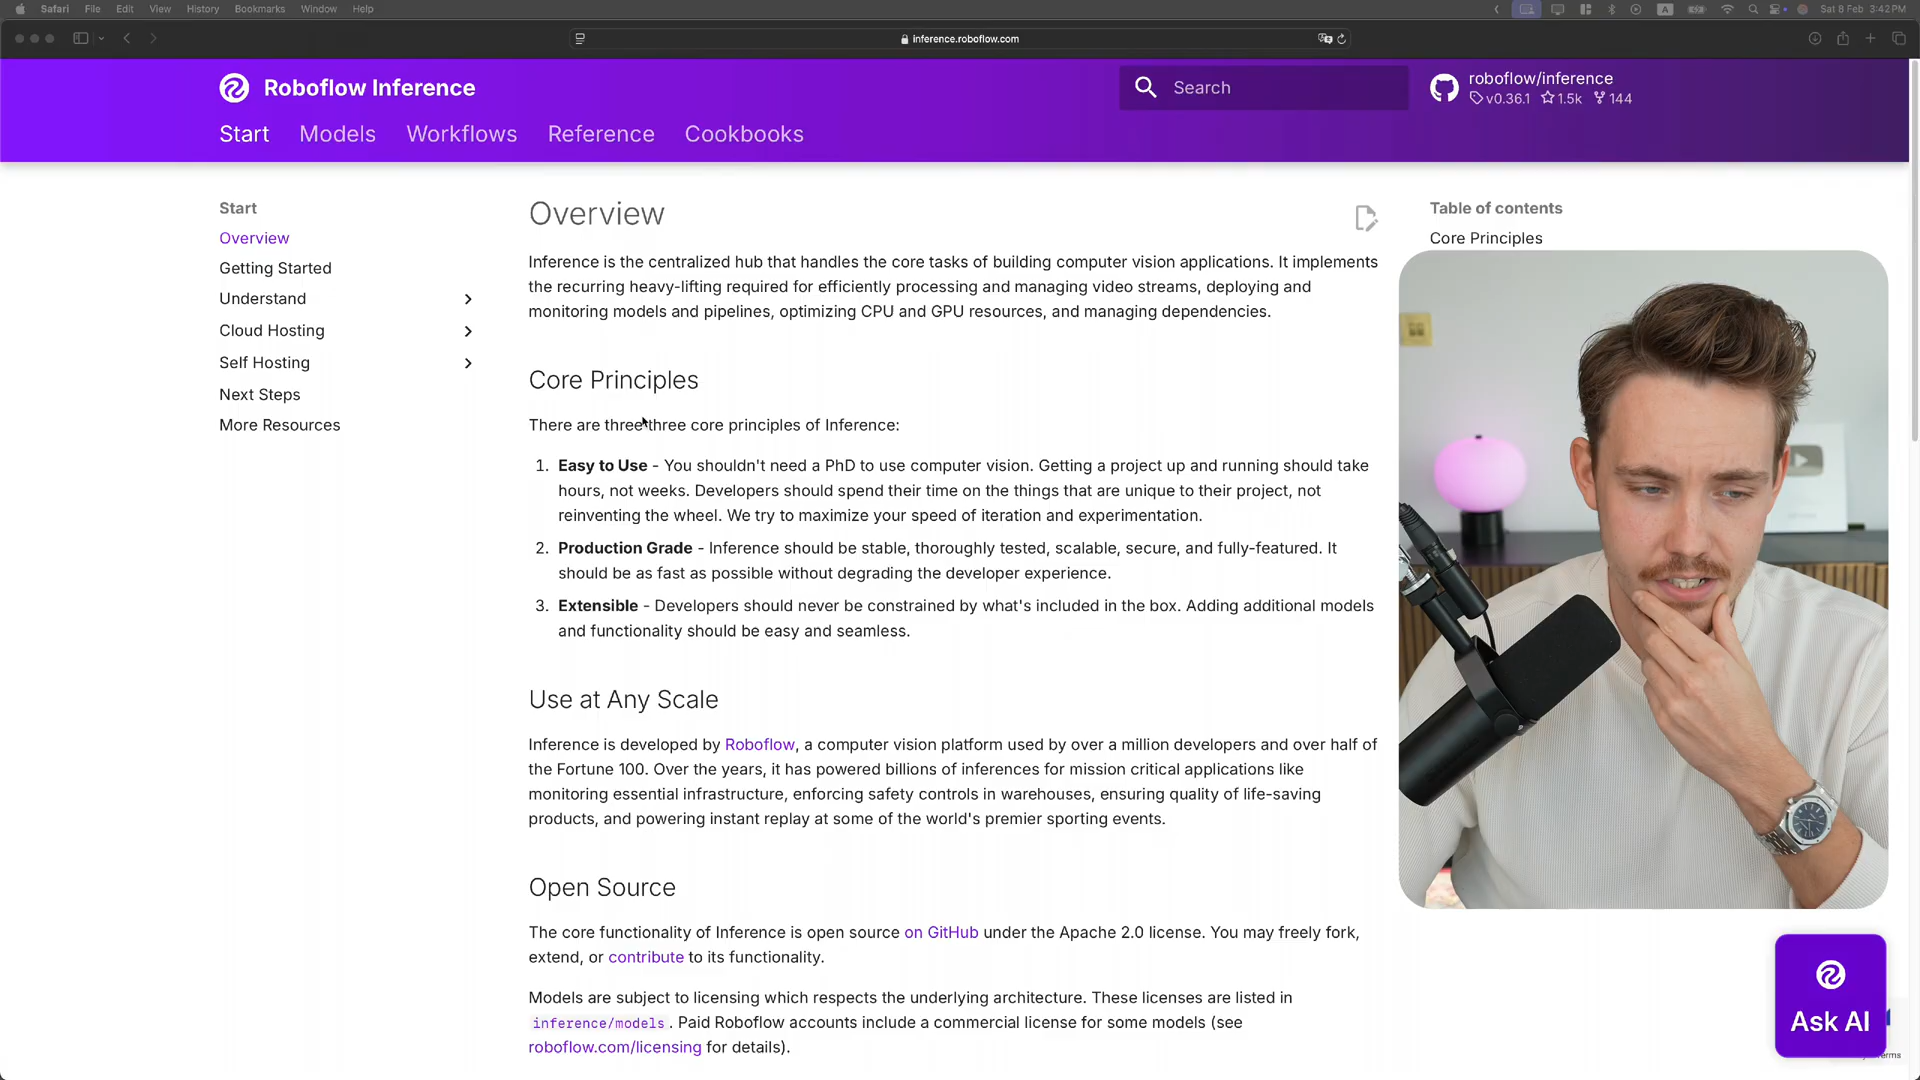 Safari File Edit View History Bookmarks Window Help
A
Sat 8 Feb 3:42 PM
inference.roboflow.com
Roboflow Inference
Search
roboflow/inference
v0.36.1 1.5k 144
Start Models Workflows Reference Cookbooks
Start
Overview
Getting Started
Understand
Cloud Hosting
Self Hosting
Next Steps
More Resources
Overview
Inference is the centralized hub that handles the core tasks of building computer vision applications. It implements
the recurring heavy-lifting required for efficiently processing and managing video streams, deploying and
monitoring models and pipelines, optimizing CPU and GPU resources, and managing dependencies.
Core Principles
There are three three core principles of Inference:
1. Easy to Use - You shouldn't need a PhD to use computer vision. Getting a project up and running should take
hours, not weeks. Developers should spend their time on the things that are unique to their project, not
reinventing the wheel. We try to maximize your speed of iteration and experimentation.
2. Production Grade - Inference should be stable, thoroughly tested, scalable, secure, and fully-featured. It
should be as fast as possible without degrading the developer experience.
3. Extensible - Developers should never be constrained by what's included in the box. Adding additional models
and functionality should be easy and seamless.
Use at Any Scale
Inference is developed by Roboflow, a computer vision platform used by over a million developers and over half of
the Fortune 100. Over the years, it has powered billions of inferences for mission critical applications like
monitoring essential infrastructure, enforcing safety controls in warehouses, ensuring quality of life-saving
products, and powering instant replay at some of the world's premier sporting events.
Open Source
The core functionality of Inference is open source on GitHub under the Apache 2.0 license. You may freely fork,
extend, or contribute to its functionality.
Models are subject to licensing which respects the underlying architecture. These licenses are listed in
inference/models . Paid Roboflow accounts include a commercial license for some models (see
roboflow.com/licensing for details).
Table of contents
Core Principles
Ask AI